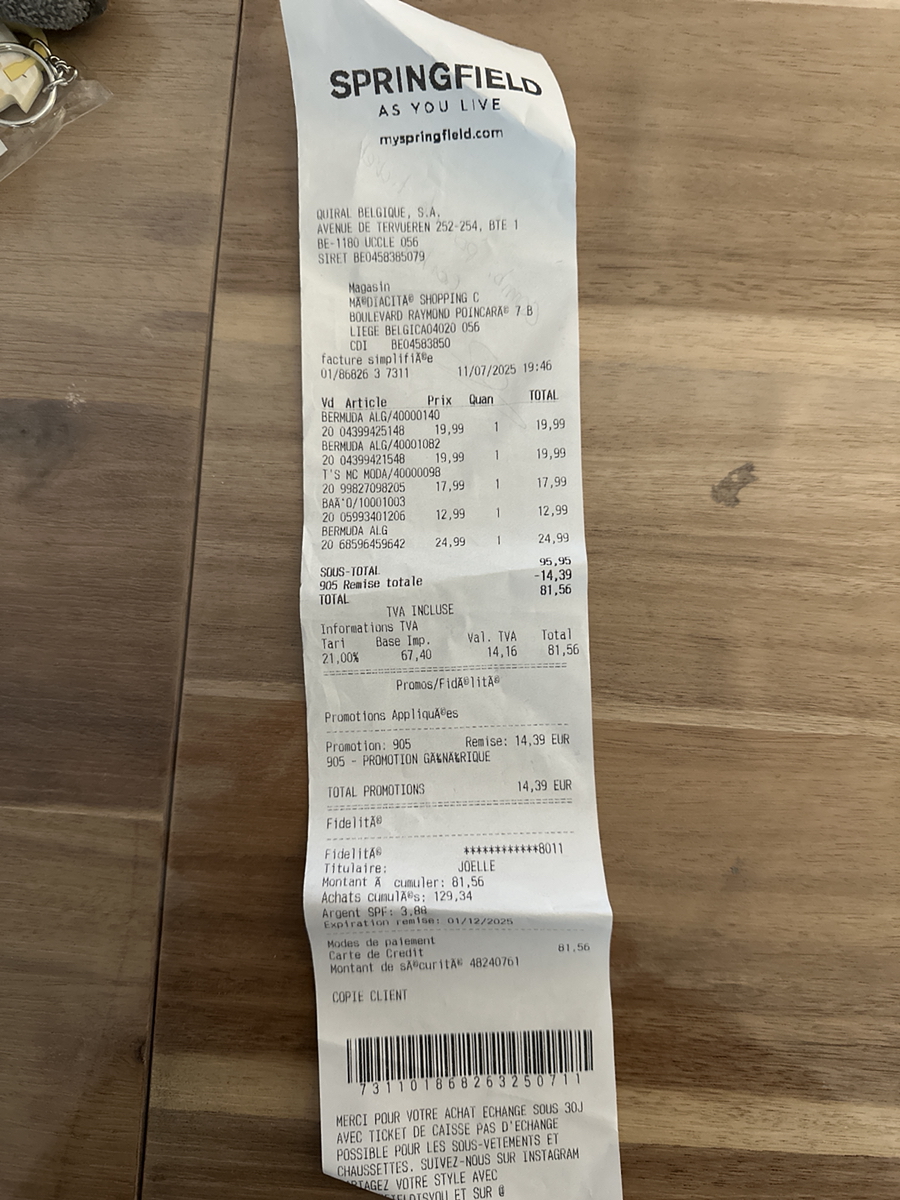 SPRINGFIELD
AS YOU LIVE
myspringfield.com
QUIRAL BELGIQUE, S.A.
AVENUE DE TERVUEREN 252-254, BTE 1
BE-1180 UCCLE 056
SIRET BE0458385079
Magasin
MÃ©DIACITÃ© SHOPPING C
BOULEVARD RAYMOND POINCARÃ© 7 B
LIEGE BELGICA04020 056
CDI BE04583850
facture simplifiÃ©e
01/86826 3 7311 11/07/2025 19:46
Vd Article Prix Quan TOTAL
BERMUDA ALG/40000140
20 04399425148 19,99 1 19,99
BERMUDA ALG/40001082
20 04399421548 19,99 1 19,99
T'S MC MODA/40000098
20 99827098205 17,99 1 17,99
BAÃ'O/10001003
20 05993401206 12,99 1 12,99
BERMUDA ALG
20 68596459642 24,99 1 24,99
SOUS-TOTAL 95,95
905 Remise totale -14,39
TOTAL 81,56
TVA INCLUSE
Informations TVA
Tari Base Imp. Val. TVA Total
21,00% 67,40 14,16 81,56
Promos/FidÃ©litÃ©
Promotions AppliquÃ©es
Promotion: 905 Remise: 14,39 EUR
905 - PROMOTION
TOTAL PROMOTIONS 14,39 EUR
FidelitÃ©
FidelitÃ© ************8011
Titulaire: JOELLE
Montant Ã cumuler: 81,56
Achats cumulÃ©s: 129,34
Argent SPF: 3,88
Expiration remise: 01/12/2025
Modes de paiement
Carte de Credit 81,56
Montant de sÃ©curitÃ© 48240761
COPIE CLIENT
731101868263250711
MERCI POUR VOTRE ACHAT ECHANGE SOUS 30J
AVEC TICKET DE CAISSE PAS D'ECHANGE
POSSIBLE POUR LES SOUS-VETEMENTS ET
CHAUSSETTES. SUIVEZ-NOUS SUR INSTAGRAM
VOTRE STYLE AVEC
ET SUR @